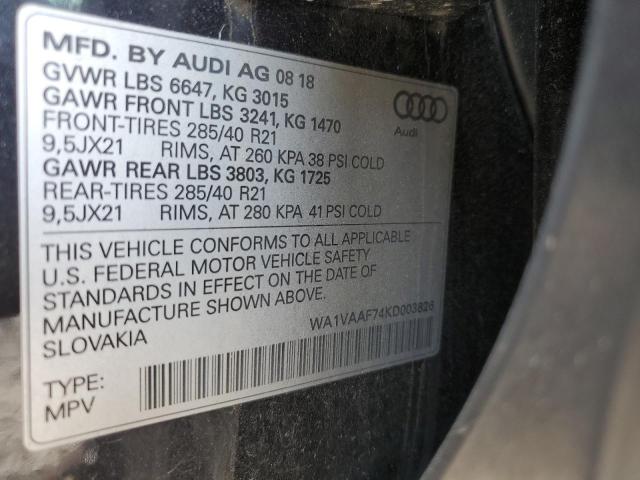 MFD. BY AUDI AG 08 18
GVWR LBS 6647, KG 3015
GAWR FRONT LBS 3241, KG 1470
FRONT-TIRES 285/40 R21
9,5JX21 RIMS, AT 260 KPA 38 PSI COLD
GAWR REAR LBS 3803, KG 1725
REAR-TIRES 285/40 R21
9,5JX21 RIMS, AT 280 KPA 41 PSI COLD
Audi
THIS VEHICLE CONFORMS TO ALL APPLICABLE
U.S. FEDERAL MOTOR VEHICLE SAFETY
STANDARDS IN EFFECT ON THE DATE OF
MANUFACTURE SHOWN ABOVE.
SLOVAKIA
WA1VAAF74KD003826
TYPE:
MPV